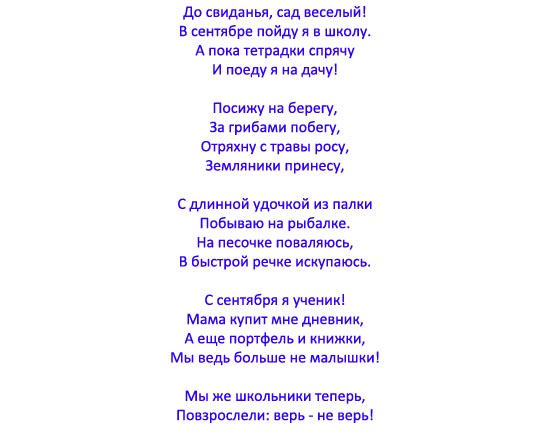 До свиданья, сад веселый!
В сентябре пойду я в школу.
А пока тетрадки спрячу
И поеду я на дачу!

Посижу на берегу,
За грибами побегу,
Отряхну с травы росу,
Земляники принесу,

С длинной удочкой из палки
Побываю на рыбалке.
На песочке поваляюсь,
В быстрой речке искупаюсь.

С сентября я ученик!
Мама купит мне дневник,
А еще портфель и книжки,
Мы ведь больше не малышки!

Мы же школьники теперь,
Повзрослели: верь - не верь!